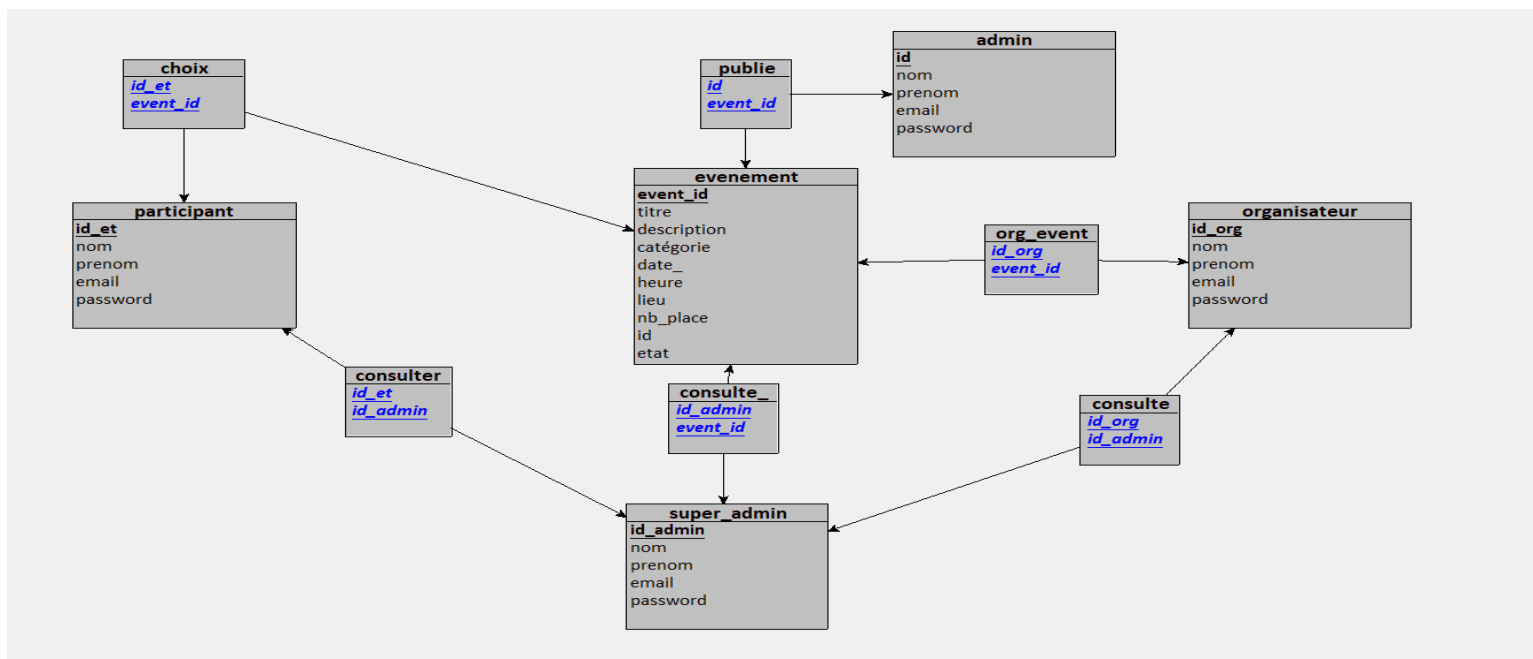 choix
id_et
event_id
publie
id
event_id
admin
id
nom
prenom
email
password
participant
id_et
nom
prenom
email
password
evenement
event_id
titre
description
catégorie
date_
heure
lieu
nb_place
id
etat
org_event
id_org
event_id
organisateur
id_org
nom
prenom
email
password
consulter
id_et
id_admin
consulte_
id_admin
event_id
consulte
id_org
id_admin
super_admin
id_admin
nom
prenom
email
password